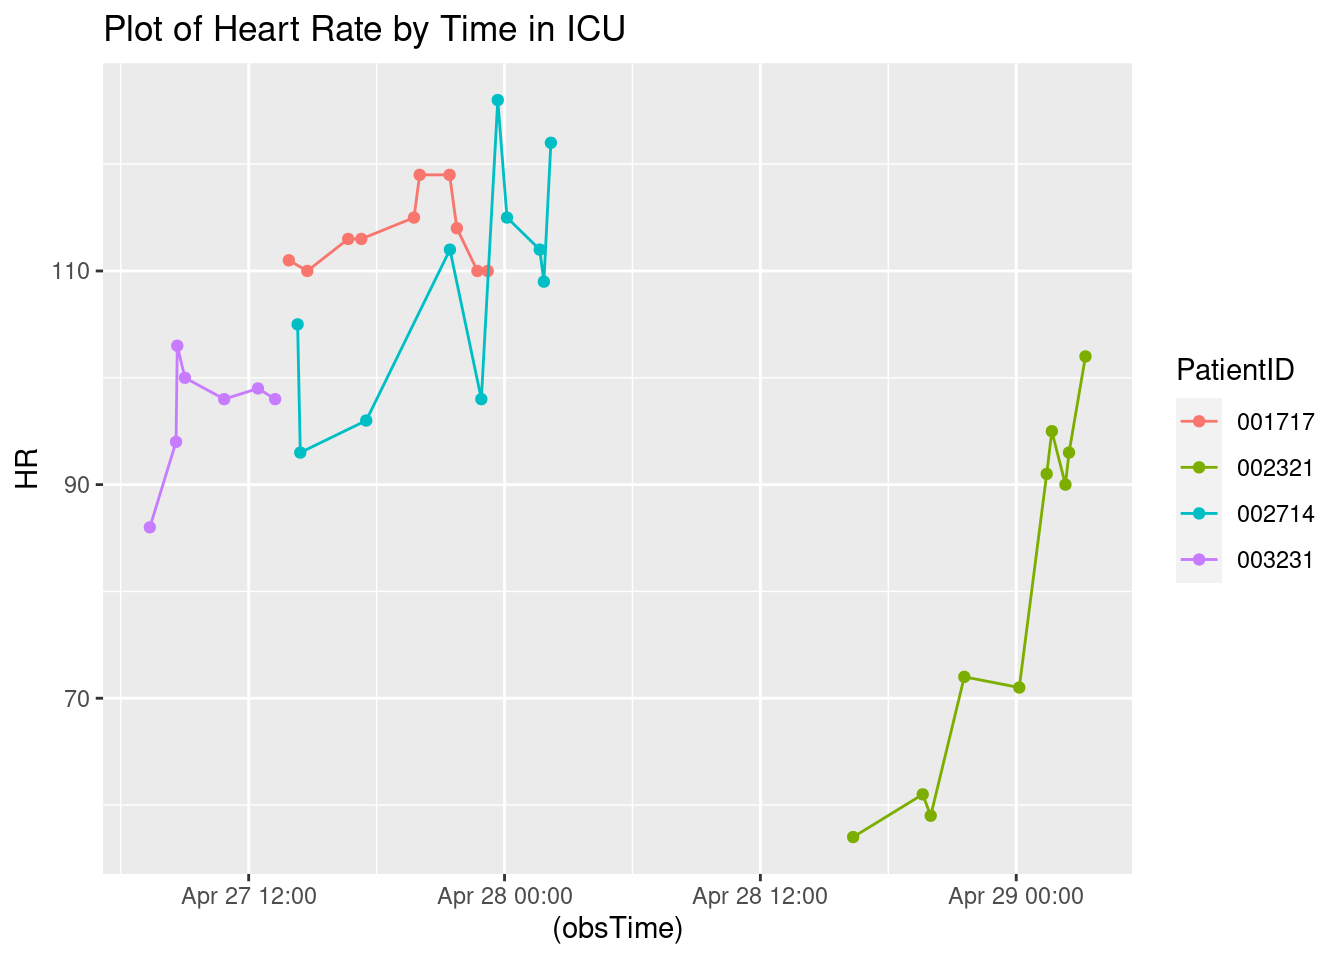 Plot of Heart Rate by Time in ICU
110
90
70
HR
Apr 27 12:00
Apr 28 00:00
Apr 28 12:00
Apr 29 00:00
(obsTime)
PatientID
001717
002321
002714
003231